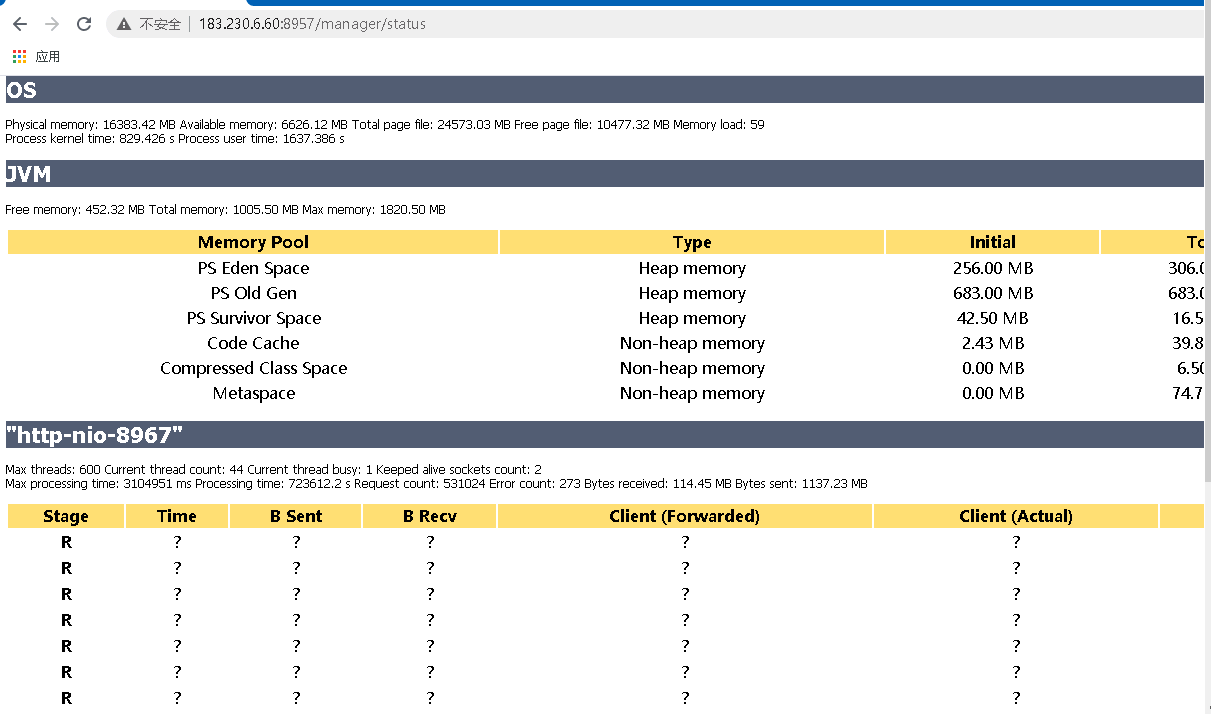 不安全 183.230.6.60:8957/manager/status
应用
OS
Physical memory: 16383.42 MB Available memory: 6626.12 MB Total page file: 24573.03 MB Free page file: 10477.32 MB Memory load: 59
Process kernel time: 829.426 s Process user time: 1637.386 s
JVM
Free memory: 452.32 MB Total memory: 1005.50 MB Max memory: 1820.50 MB
Memory Pool Type Initial
PS Eden Space Heap memory 256.00 MB 306.0
PS Old Gen Heap memory 683.00 MB 683.0
PS Survivor Space Heap memory 42.50 MB 16.5
Code Cache Non-heap memory 2.43 MB 39.8
Compressed Class Space Non-heap memory 0.00 MB 6.50
Metaspace Non-heap memory 0.00 MB 74.7
"http-nio-8967"
Max threads: 600 Current thread count: 44 Current thread busy: 1 Keeped alive sockets count: 2
Max processing time: 3104951 ms Processing time: 723612.2 s Request count: 531024 Error count: 273 Bytes received: 114.45 MB Bytes sent: 1137.23 MB
Stage Time B Sent B Recv Client (Forwarded) Client (Actual)
R ? ? ? ? ?
R ? ? ? ? ?
R ? ? ? ? ?
R ? ? ? ? ?
R ? ? ? ? ?
R ? ? ? ? ?
R ? ? ? ? ?